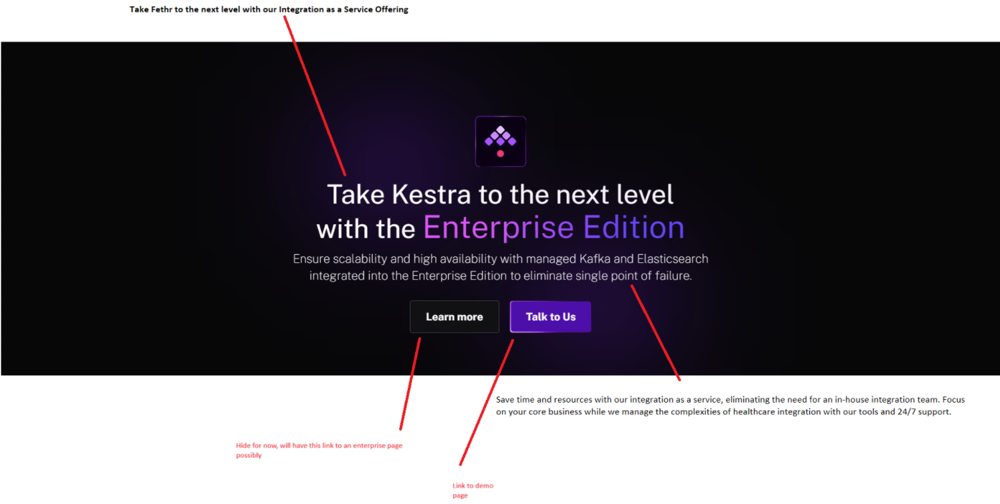 Take Fethr to the next level with our Integration as a Service Offering
Take Kestra to the next level
with the Enterprise Edition
Ensure scalability and high availability with managed Kafka and Elasticsearch
integrated into the Enterprise Edition to eliminate single point of failure.
Learn more
Talk to Us
Save time and resources with our integration as a service, eliminating the need for an in-house integration team. Focus
on your core business while we manage the complexities of healthcare integration with our tools and 24/7 support.
Hide for now, will have this link to an enterprise page
possibly
Link to demo
page